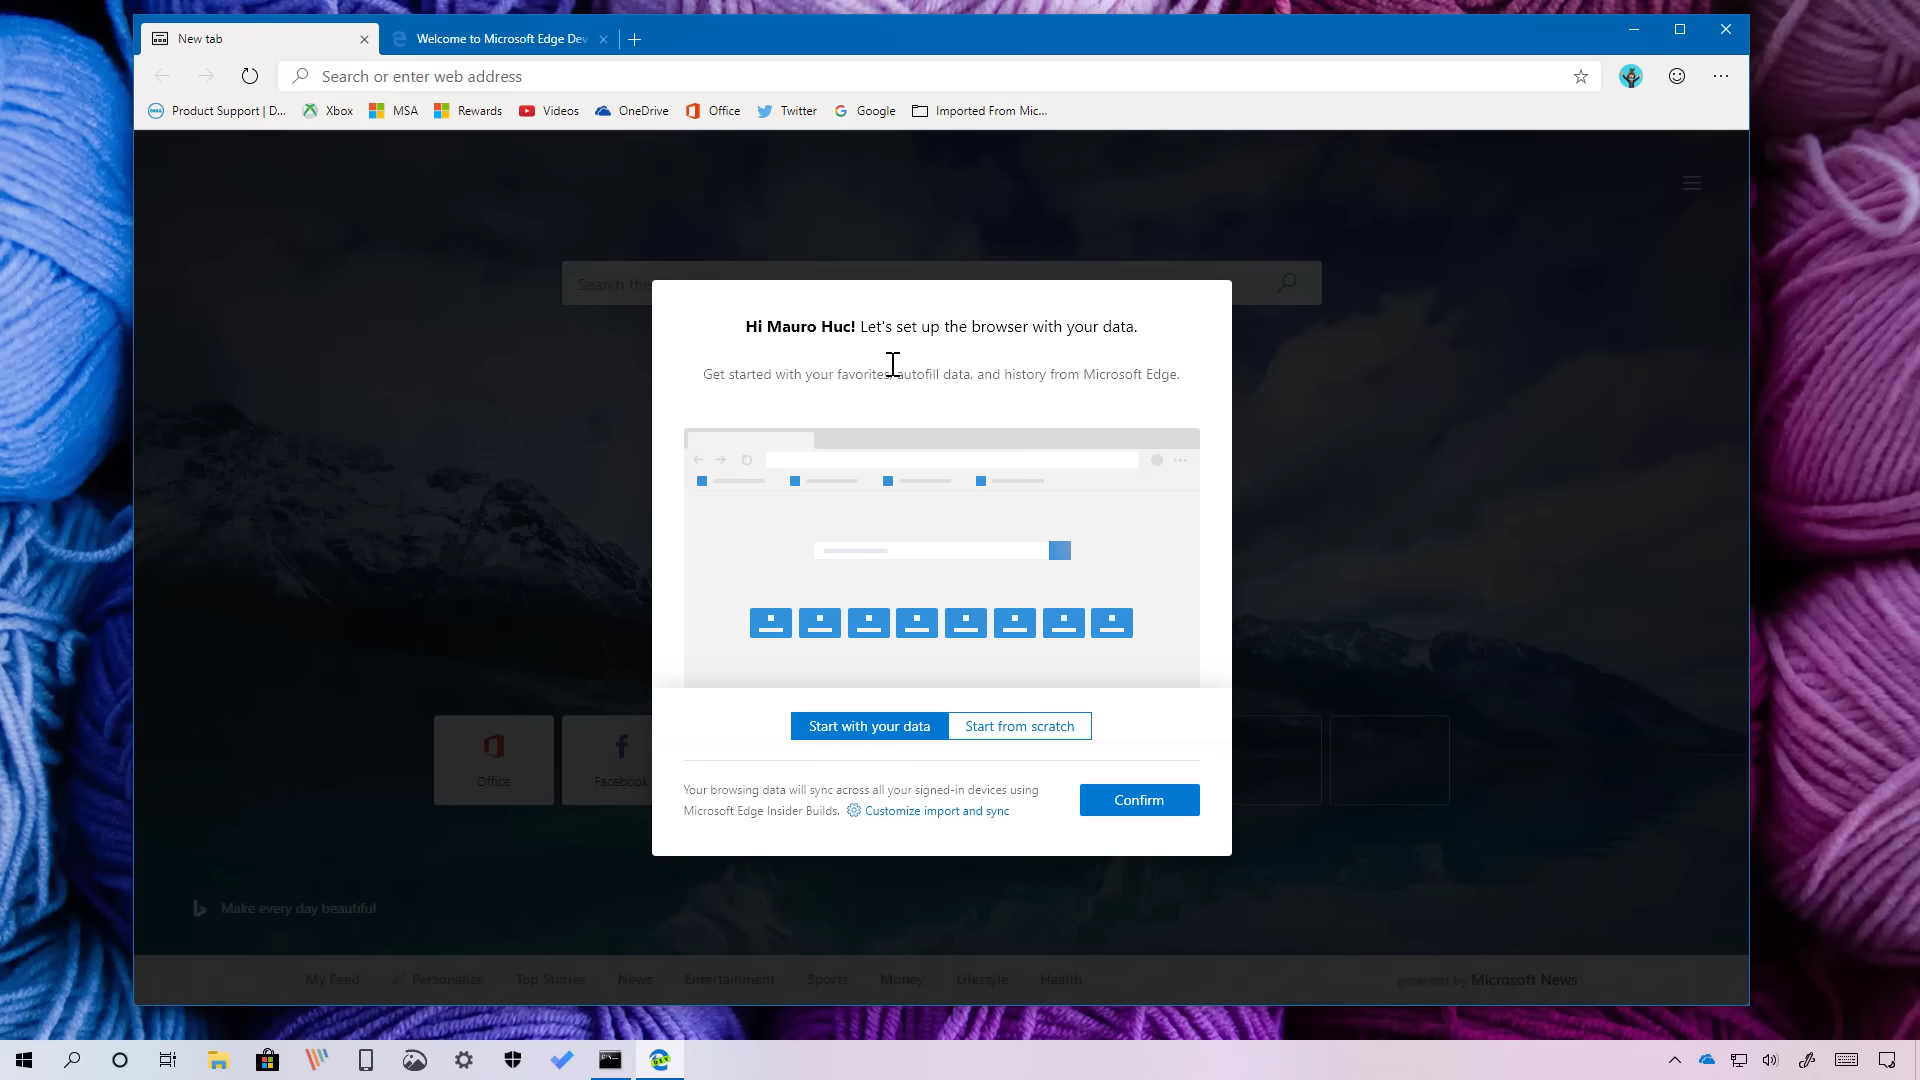 New tab
Welcome to Microsoft Edge Dev
Search or enter web address
Product Support | D...
Xbox
MSA
Rewards
Videos
OneDrive
Office
Twitter
Google
Imported From Mic...
Search the
Hi Mauro Huc! Let's set up the browser with your data.
Get started with your favorites, autofill data, and history from Microsoft Edge.
Start with your data
Start from scratch
Office
Facebook
Your browsing data will sync across all your signed-in devices using
Microsoft Edge Insider Builds. Customize import and sync
Confirm
Make every day beautiful
My Feed
Personalize
Top Stories
News
Entertainment
Sports
Money
Lifestyle
Health
powered by Microsoft News
DEV